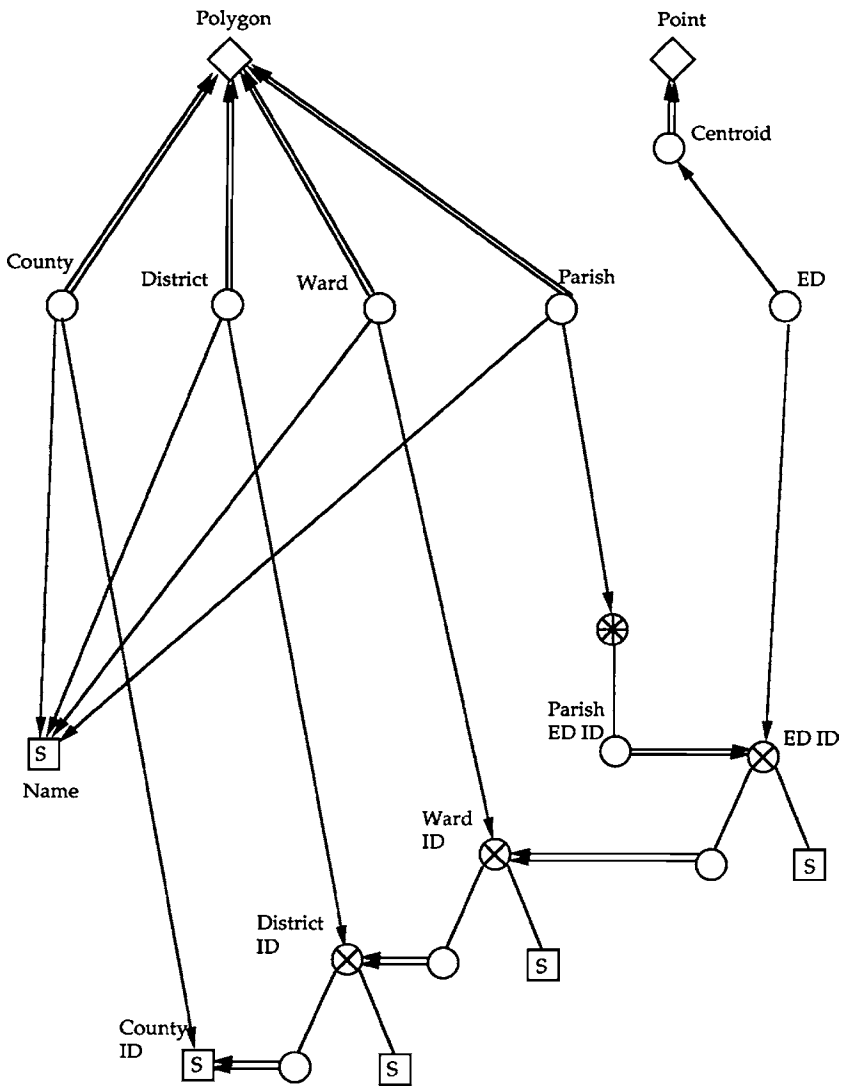 Polygon
Point
Centroid
County
District
Ward
Parish
ED
Parish
ED ID
ED ID
S
Name
Ward
ID
S
District
ID
S
County
ID
S
S